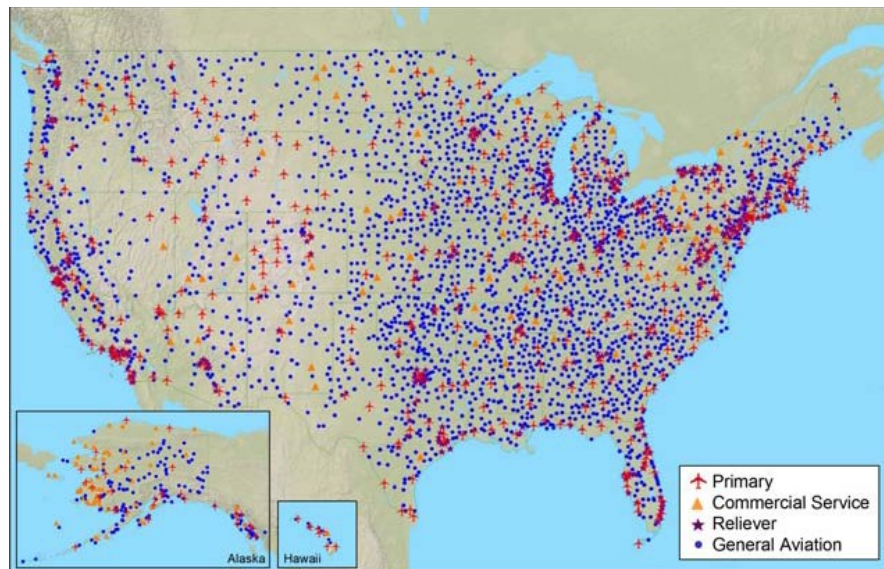 Alaska
Hawaii
Primary
Commercial Service
Reliever
General Aviation